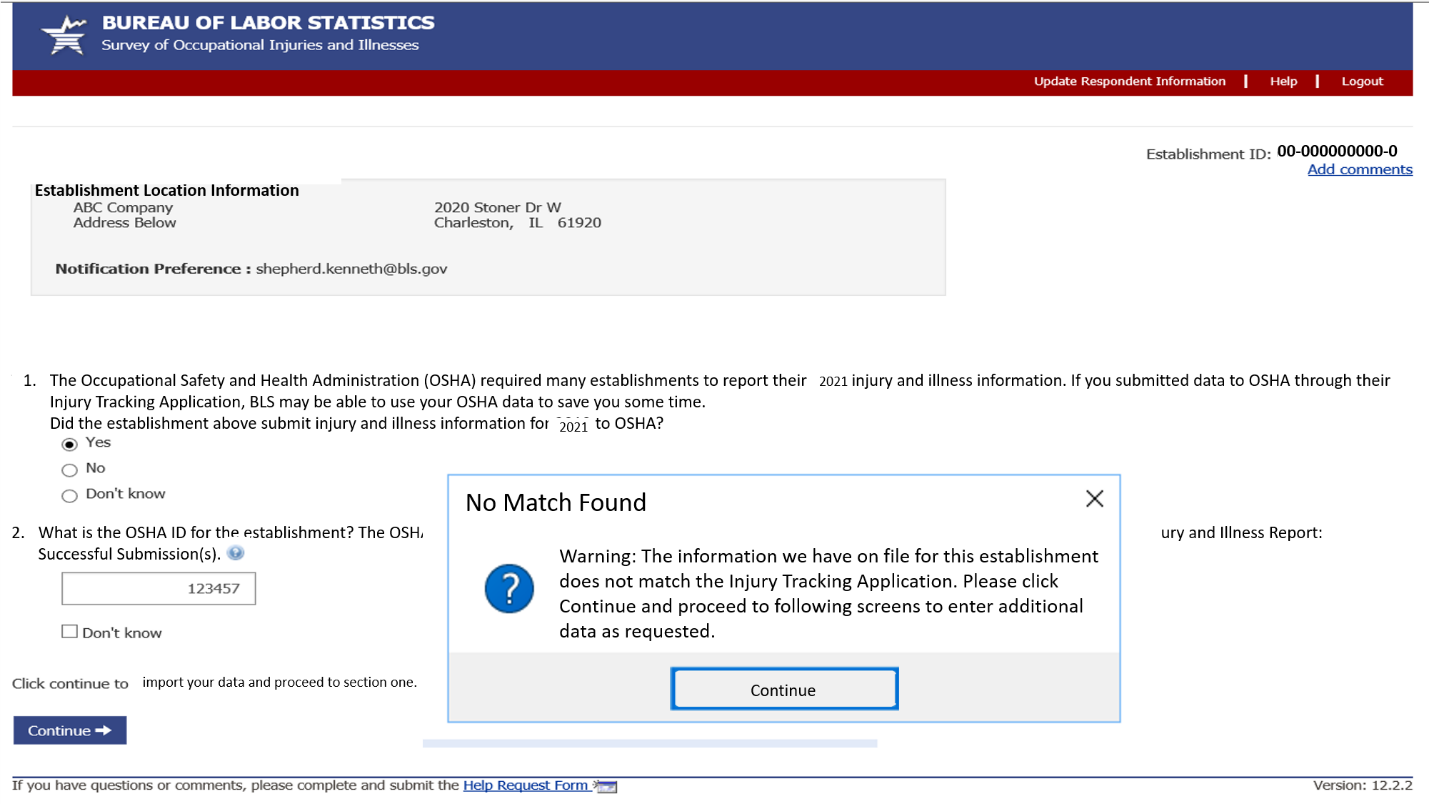 BUREAU OF LABOR STATISTICS
Survey of Occupational Injuries and Illnesses
Update Respondent Information | Help | Logout
Establishment ID: 00-000000000-0
Add comments
Establishment Location Information
ABC Company 2020 Stoner Dr W
Address Below Charleston, IL 61920
Notification Preference : shepherd.kenneth@bls.gov
1. The Occupational Safety and Health Administration (OSHA) required many establishments to report their 2021 injury and illness information. If you submitted data to OSHA through their
Injury Tracking Application, BLS may be able to use your OSHA data to save you some time.
Did the establishment above submit injury and illness information for 2021 to OSHA?
Yes
No
Don't know
2. What is the OSHA ID for the establishment? The OSHA ury and Illness Report:
Successful Submission(s). ?
123457
Don't know
No Match Found
?
Warning: The information we have on file for this establishment
does not match the Injury Tracking Application. Please click
Continue and proceed to following screens to enter additional
data as requested.
Continue
Click continue to import your data and proceed to section one.
Continue
If you have questions or comments, please complete and submit the Help Request Form
Version: 12.2.2